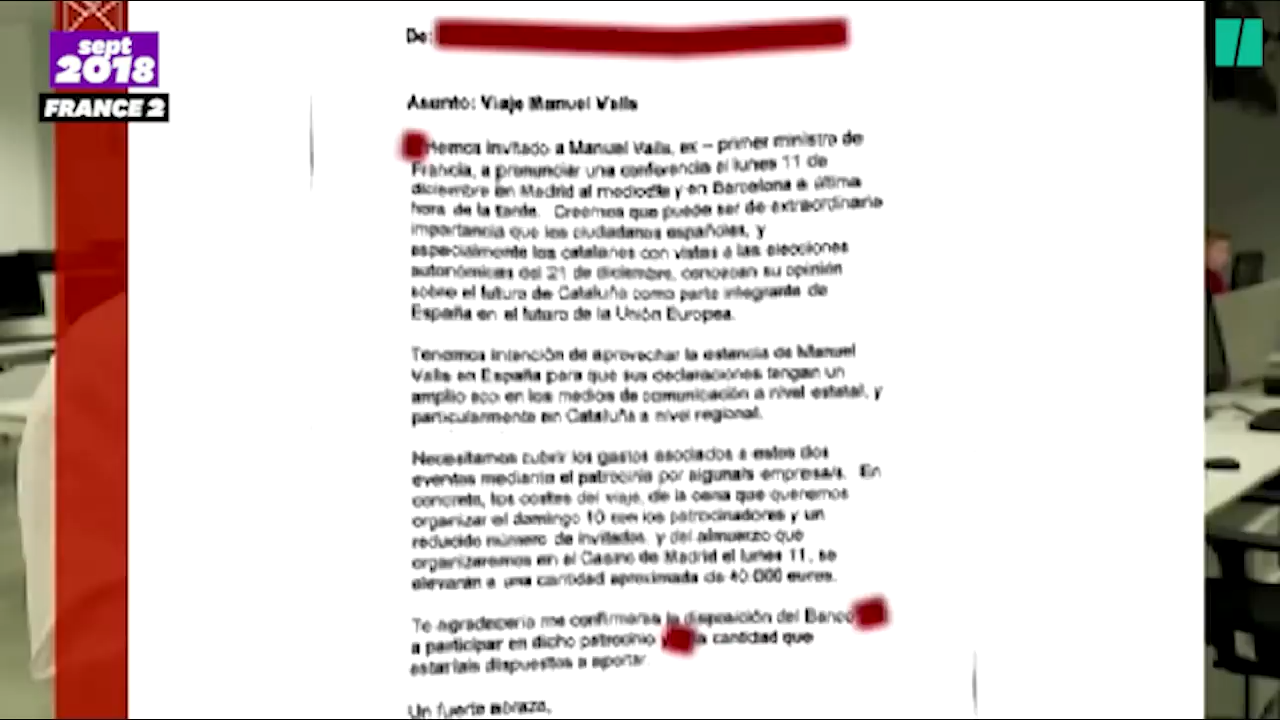 sept
2018
FRANCE 2
De:
Asunto: Viaje Manuel Valls
Hemos invitado a Manuel Valls, ex – primer ministro de
Francia, a pronunciar una conferencia el lunes 11 de
diciembre en Madrid al mediodía y en Barcelona a última
hora de la tarde. Creemos que puede ser de extraordinaria
importancia que los ciudadanos españoles, y
especialmente los catalanes con vistas a las elecciones
autonómicas del 21 de diciembre, conozcan su opinión
sobre el futuro de Cataluña como parte integrante de
España en el futuro de la Unión Europea.
Tenemos intención de aprovechar la estancia de Manuel
Valls en España para que sus declaraciones tengan un
amplio eco en los medios de comunicación a nivel estatal, y
particularmente en Cataluña a nivel regional.
Necesitamos cubrir los gastos asociados a estos dos
eventos mediante el patrocinio por alguna/s empresa/s. En
concreto, los costes del viaje, de la cena que queremos
organizar el domingo 10 con los patrocinadores y un
reducido número de invitados, y del almuerzo que
organizaremos en el Casino de Madrid el lunes 11, se
elevarán a una cantidad aproximada de 40.000 euros.
Te agradecería me confirmaras la disposición del Banco
a participar en dicho patrocinio a cantidad que
estaríais dispuestos a aportar.
Un fuerte abrazo,